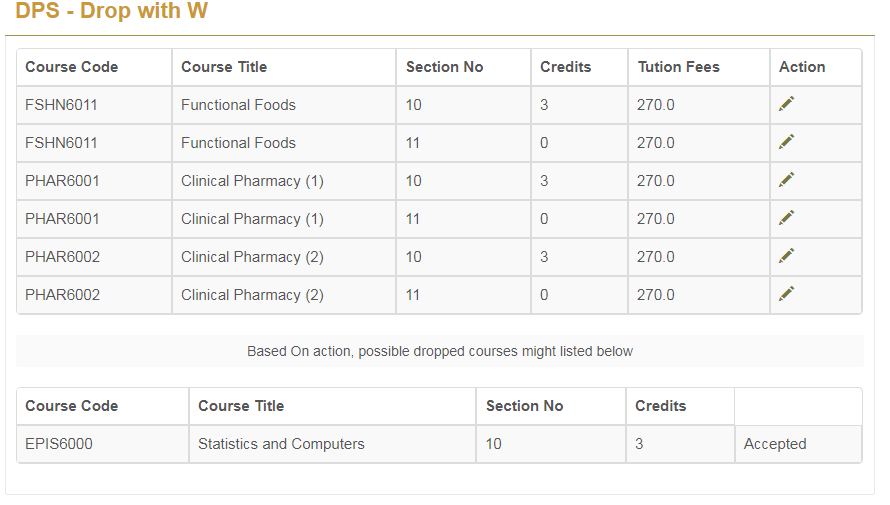 DPS - Drop with W
Course Code Course Title Section No Credits Tution Fees Action
FSHN6011 Functional Foods 10 3 270.0
FSHN6011 Functional Foods 11 0 270.0
PHAR6001 Clinical Pharmacy (1) 10 3 270.0
PHAR6001 Clinical Pharmacy (1) 11 0 270.0
PHAR6002 Clinical Pharmacy (2) 10 3 270.0
PHAR6002 Clinical Pharmacy (2) 11 0 270.0
Based On action, possible dropped courses might listed below
Course Code Course Title Section No Credits
EPIS6000 Statistics and Computers 10 3 Accepted